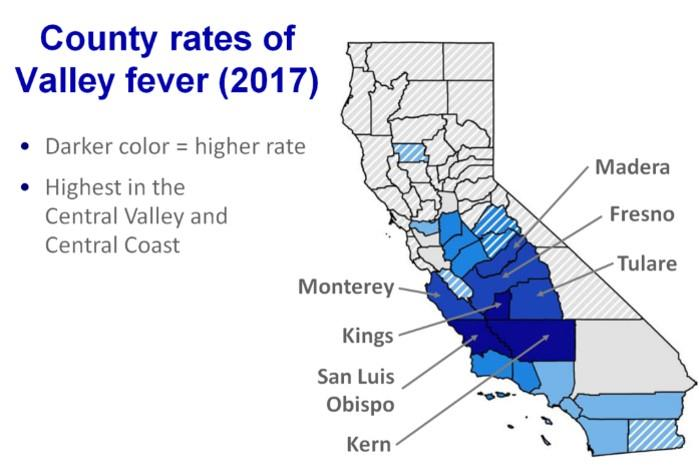 County rates of
Valley fever (2017)
• Darker color = higher rate
• Highest in the
Central Valley and
Central Coast
Madera
Fresno
Tulare
Monterey
Kings
San Luis
Obispo
Kern